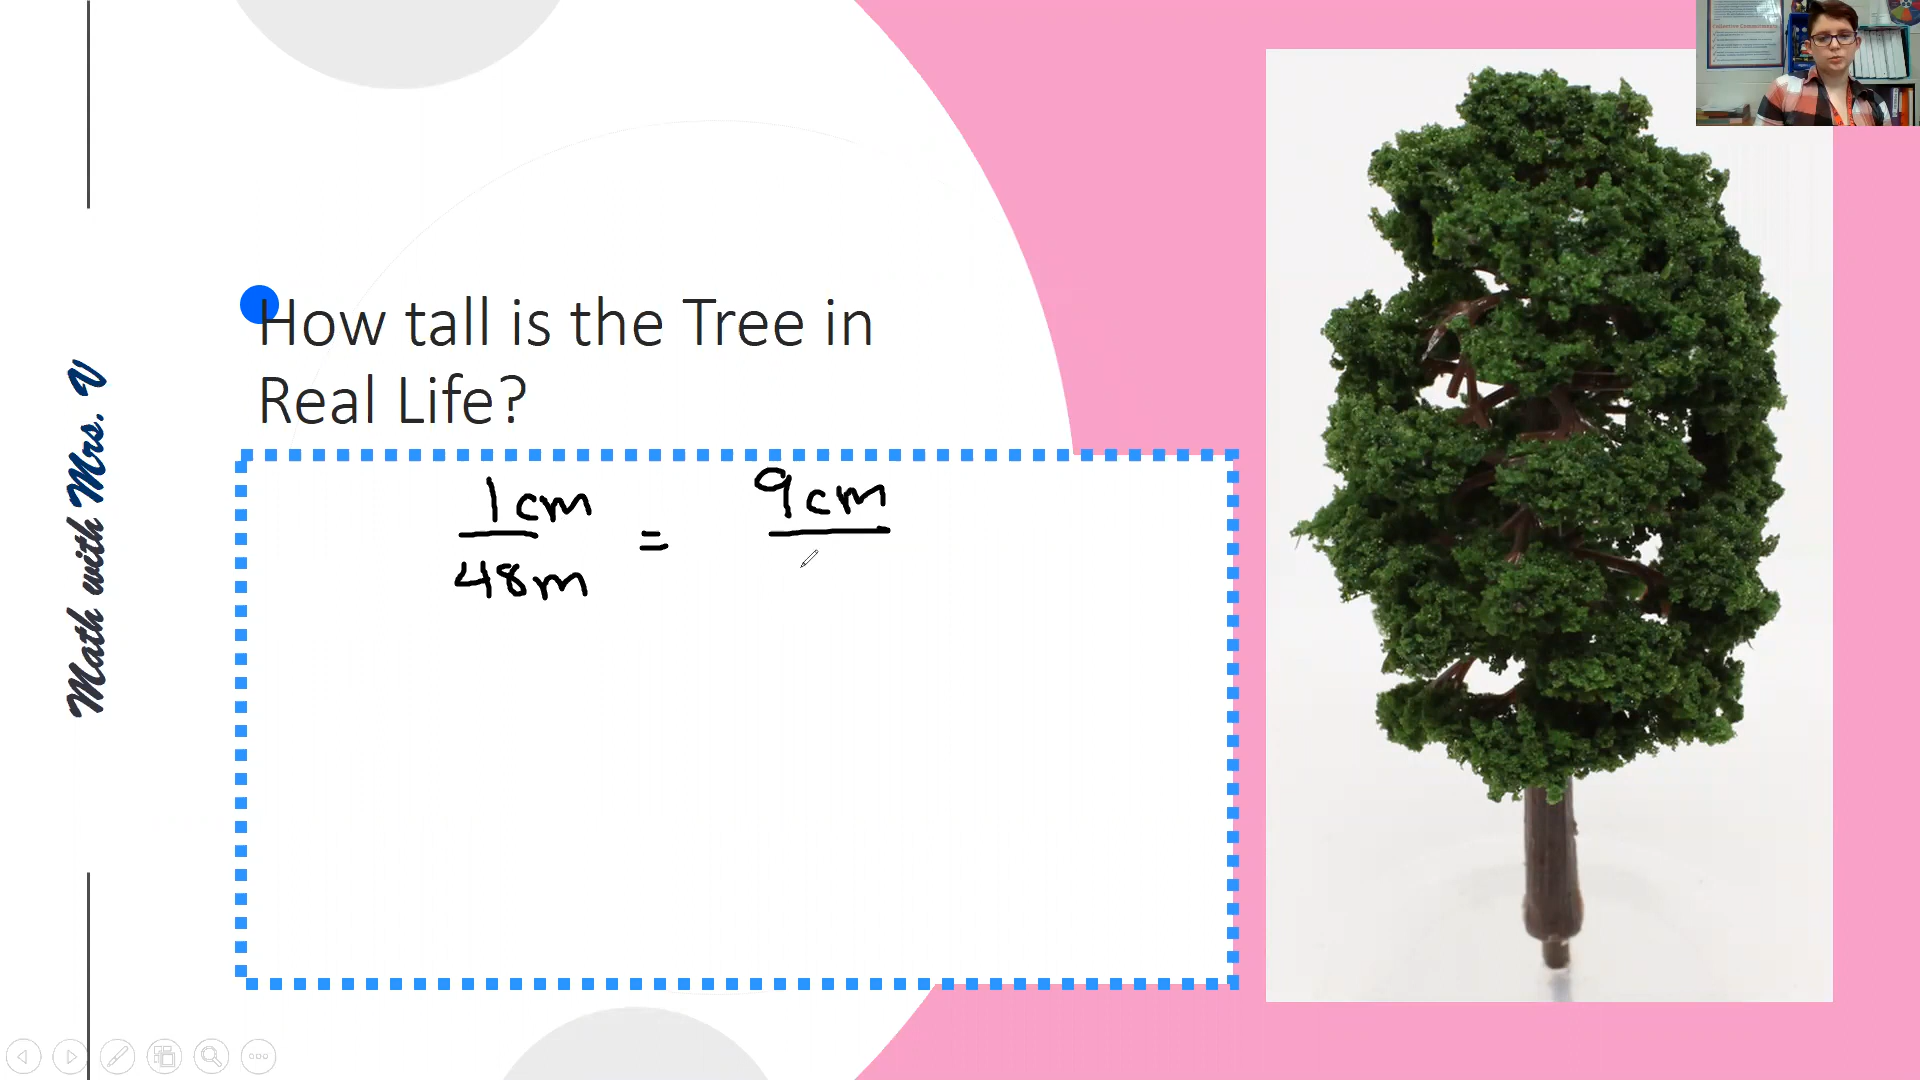 Math with Mrs. V
How tall is the Tree in
Real Life?
1cm
48m
=
9cm